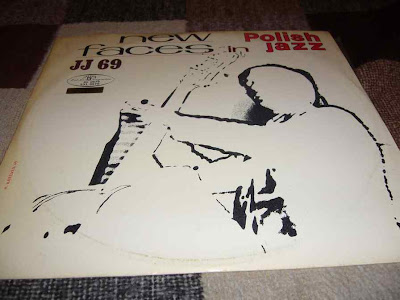 new
faces in
Polish
jazz
JJ 69